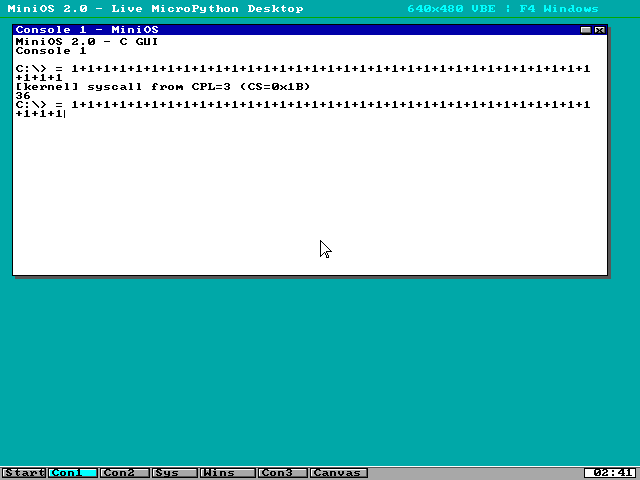 MiniOS 2.0 - Live MicroPython Desktop 640x480 VBE ¦ F4 Windows
Console 1 - MiniOS
MiniOS 2.0 - C GUI
Console 1
C:\> = 1+1+1+1+1+1+1+1+1+1+1+1+1+1+1+1+1+1+1+1+1+1+1+1+1+1+1+1+1+1+1+1+1
+1+1+1
[kernel] syscall from CPL=3 (CS=0x1B)
36
C:\> = 1+1+1+1+1+1+1+1+1+1+1+1+1+1+1+1+1+1+1+1+1+1+1+1+1+1+1+1+1+1+1+1+1
+1+1+1
Start Con1 Con2 Sys Wins Con3 Canvas 02:41